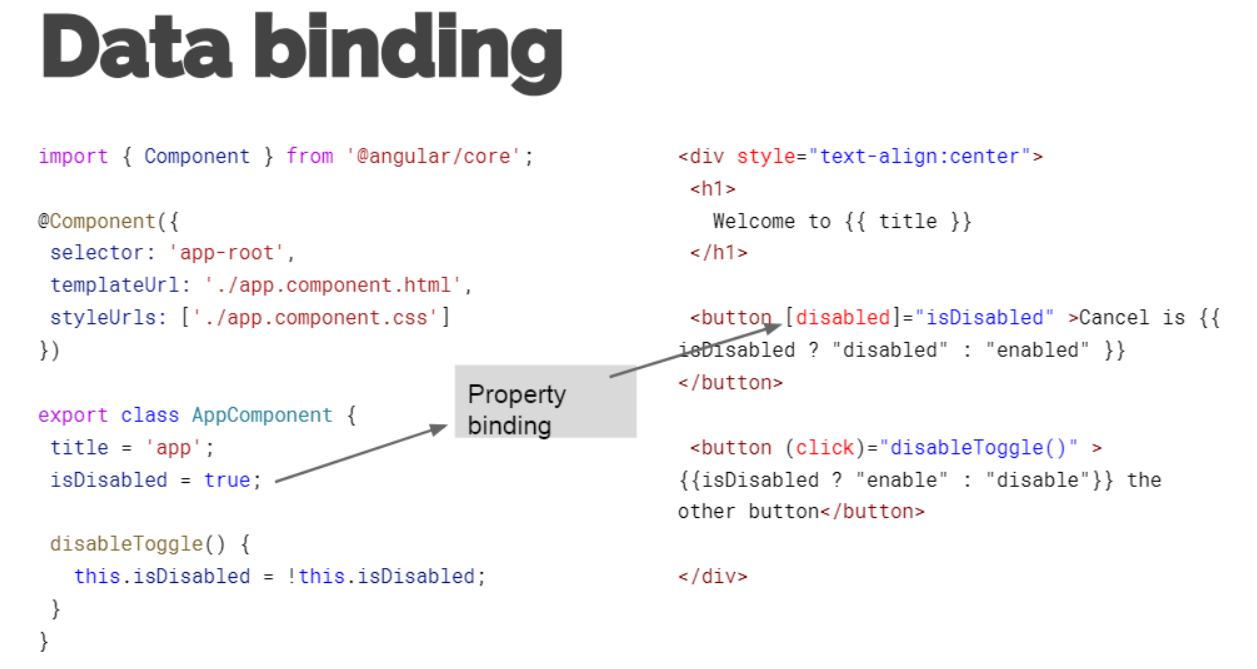 Data binding
import { Component } from '@angular/core';
@Component({
selector: 'app-root',
templateUrl: './app.component.html',
styleUrls: ['./app.component.css']
})
export class AppComponent {
title = 'app';
isDisabled = true;
disableToggle() {
this.isDisabled = !this.isDisabled;
}
}
Property
binding
<div style="text-align:center">
<h1>
Welcome to {{ title }}
</h1>
<button [disabled]="isDisabled" >Cancel is {{
isDisabled ? "disabled" : "enabled" }}
</button>
<button (click)="disableToggle()" >
{{isDisabled ? "enable" : "disable"}} the
other button</button>
</div>